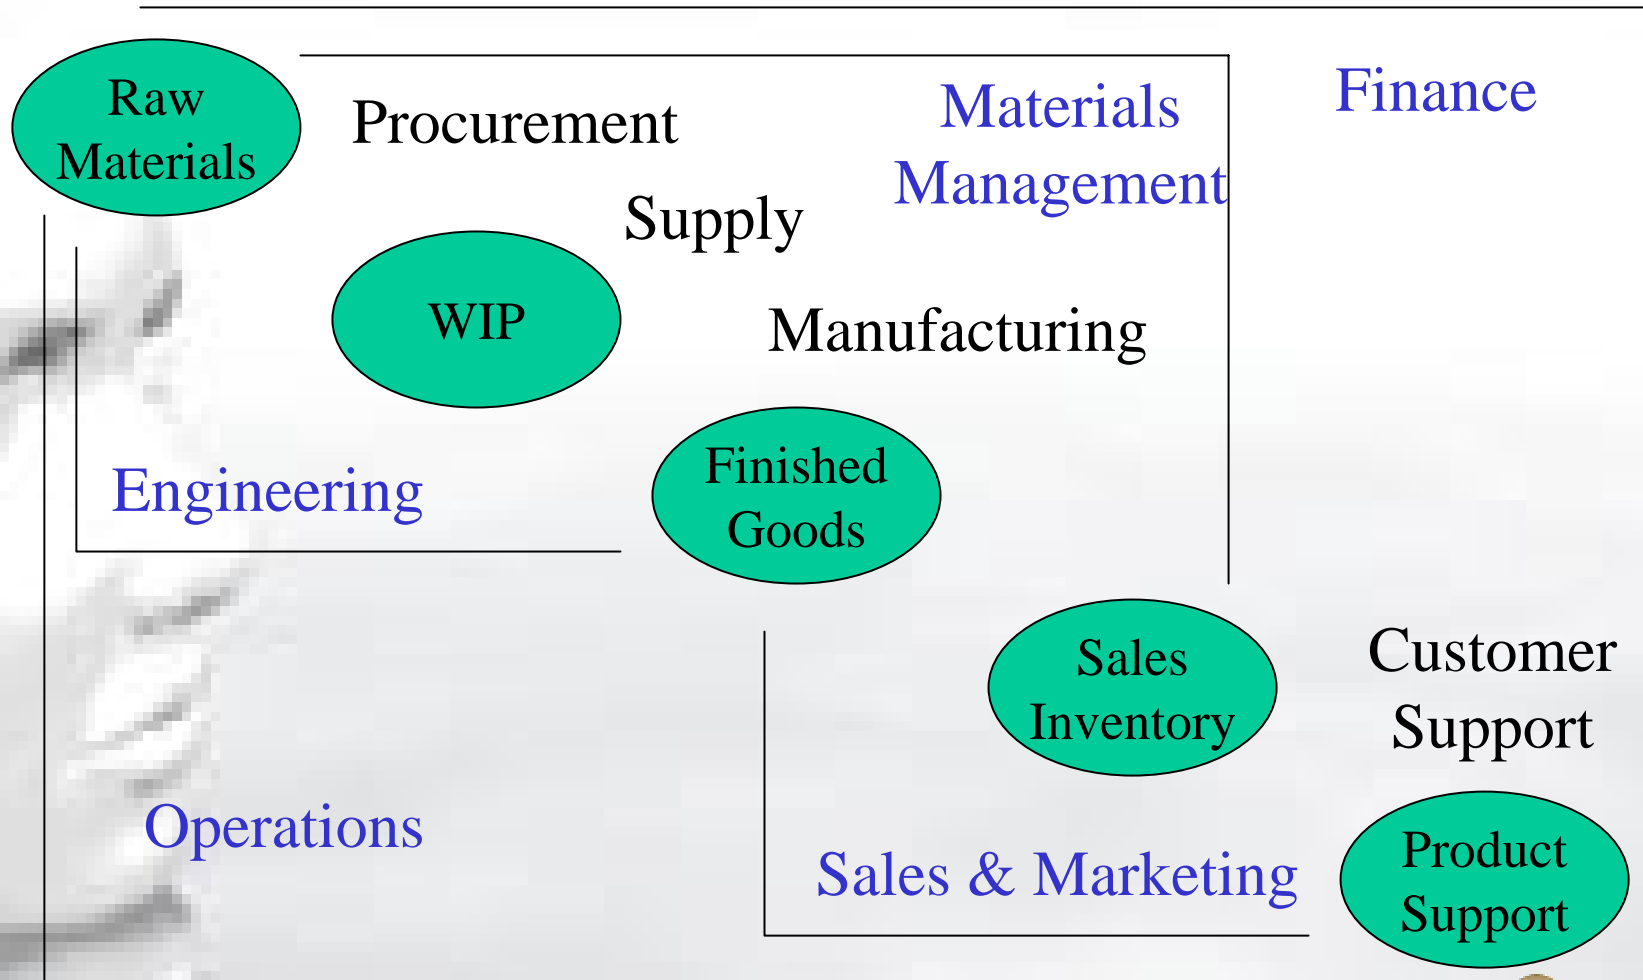 Raw
Materials
Procurement
Materials
Management
Finance
Supply
WIP
Manufacturing
Engineering
Finished
Goods
Sales
Inventory
Customer
Support
Operations
Sales & Marketing
Product
Support